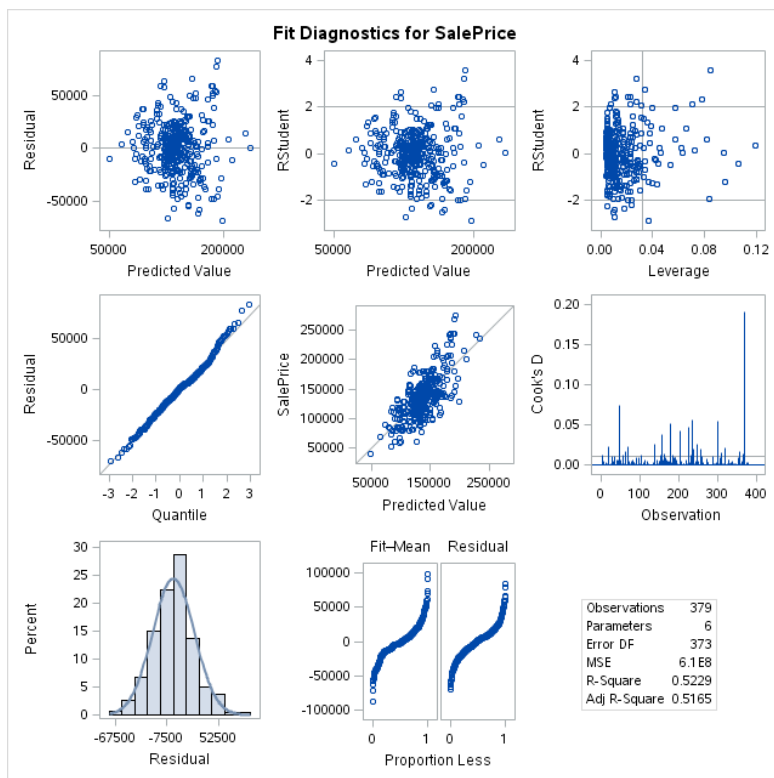 Fit Diagnostics for SalePrice
Residual
50000
0
-50000
50000
200000
Predicted Value
RStudent
4
2
0
-2
50000
200000
Predicted Value
RStudent
4
2
0
-2
0.00
0.04
0.08
0.12
Leverage
Residual
50000
0
-50000
-3
-2
-1
0
1
2
3
Quantile
SalePrice
250000
200000
150000
100000
50000
50000
150000
250000
Predicted Value
Cook's D
0.20
0.15
0.10
0.05
0.00
0
100
200
300
400
Observation
Percent
30
25
20
15
10
5
0
-67500
-7500
52500
Residual
Fit–Mean
Residual
100000
50000
0
-50000
-100000
0
1
0
1
Proportion Less
Observations 379
Parameters 6
Error DF 373
MSE 6.1E8
R-Square 0.5229
Adj R-Square 0.5165